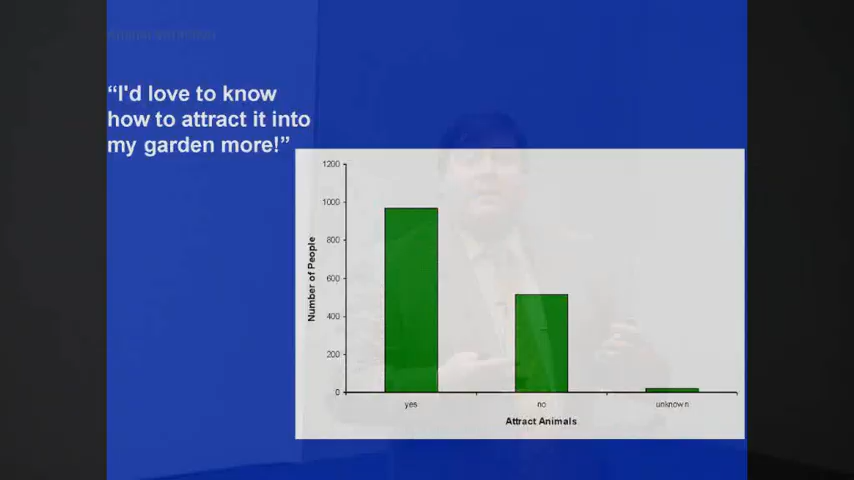 “I'd love to know
how to attract it into
my garden more!”
1200
1000
800
600
400
200
0
Number of People
yes
no
unknown
Attract Animals